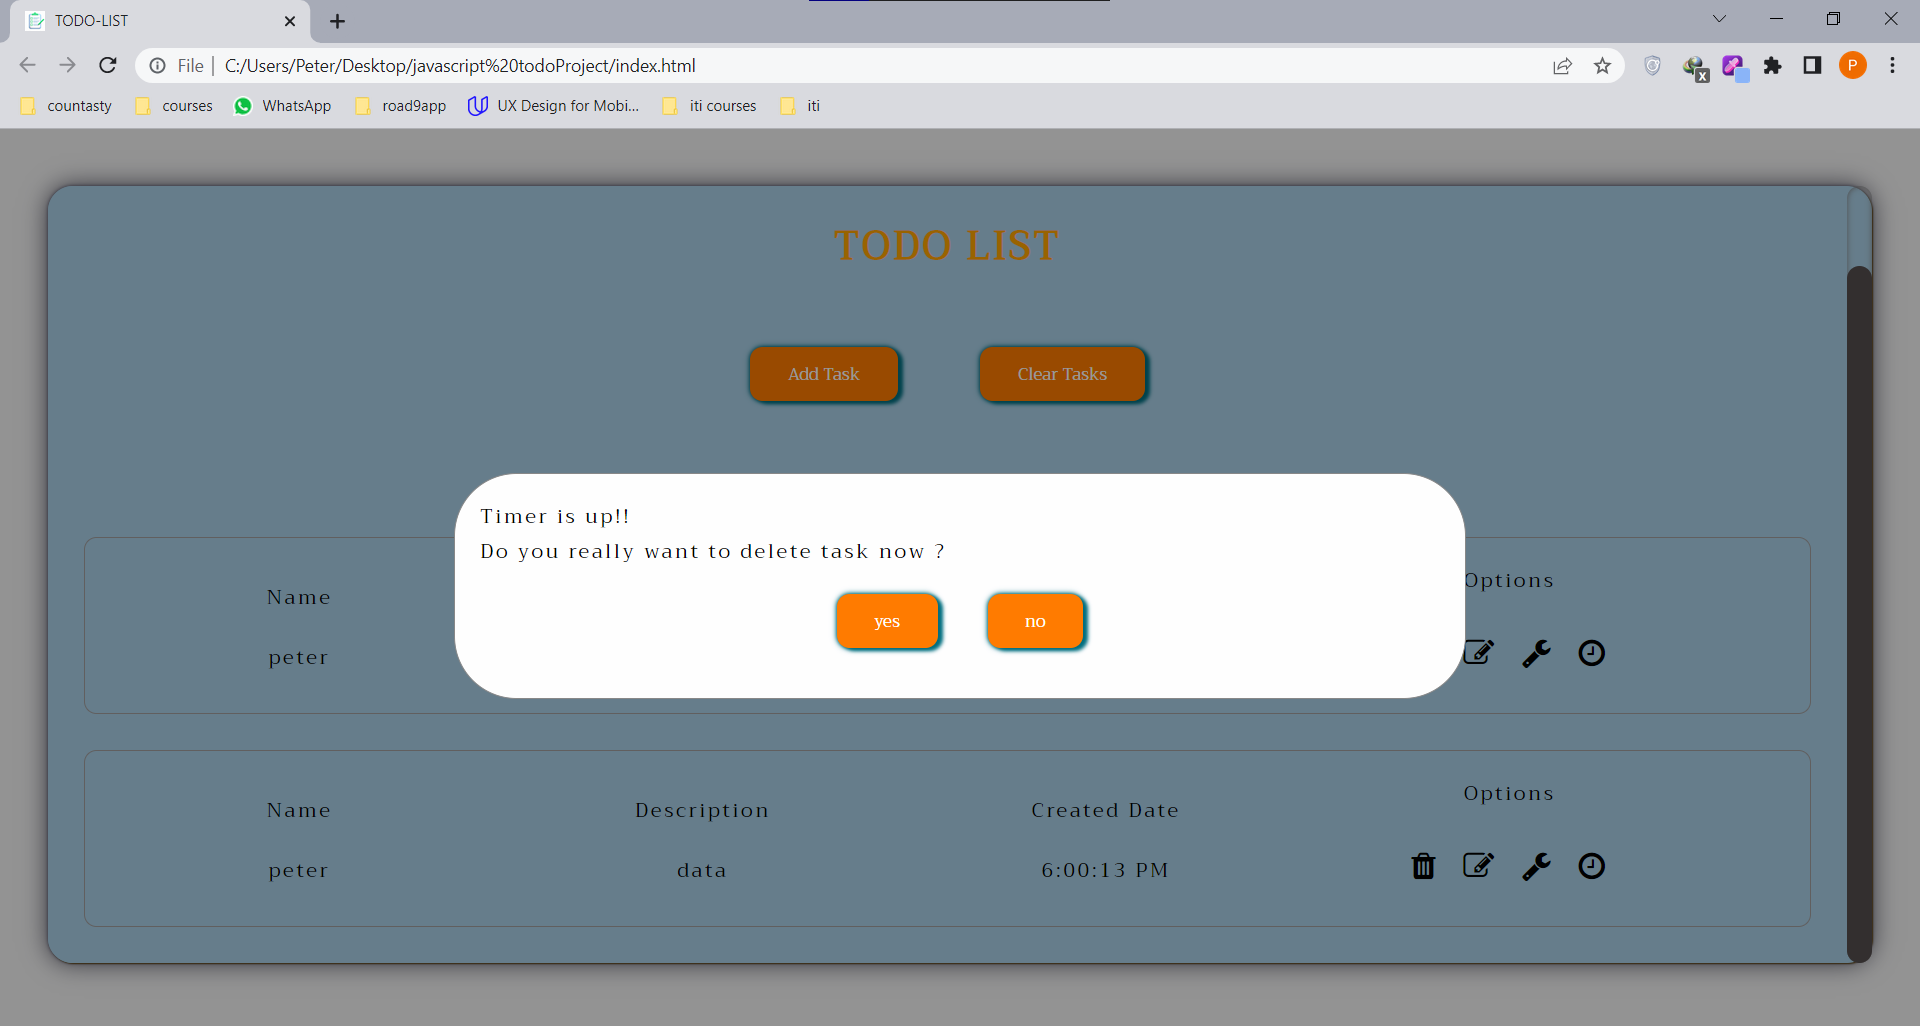 TODO-LIST
File | C:/Users/Peter/Desktop/javascript%20todoProject/index.html
P
countasty courses WhatsApp road9app UX Design for Mobi... iti courses iti
TODO LIST
Add Task Clear Tasks
Timer is up!!
Do you really want to delete task now ?
yes no
Name Options
peter
Name Description Created Date Options
peter data 6:00:13 PM